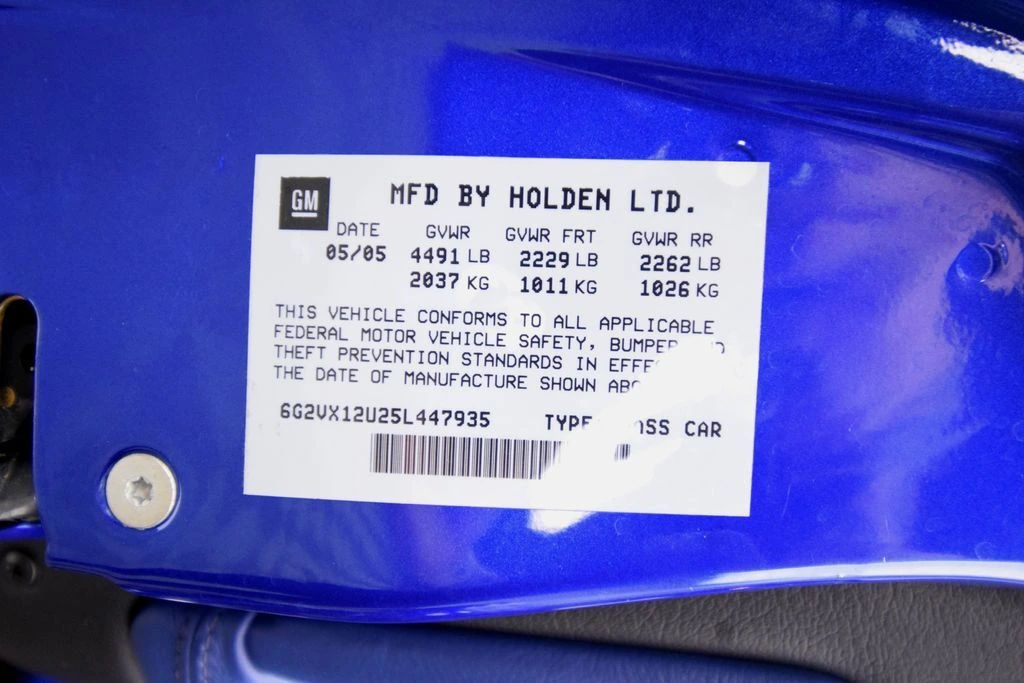 GM
MFD BY HOLDEN LTD.
DATE GVWR GVWR FRT GVWR RR
05/05 4491 LB 2229 LB 2262 LB
2037 KG 1011 KG 1026 KG
THIS VEHICLE CONFORMS TO ALL APPLICABLE
FEDERAL MOTOR VEHICLE SAFETY, BUMPER
THEFT PREVENTION STANDARDS IN
THE DATE OF MANUFACTURE SHOWN
6G2VX12U25L447935 TYPE CAR